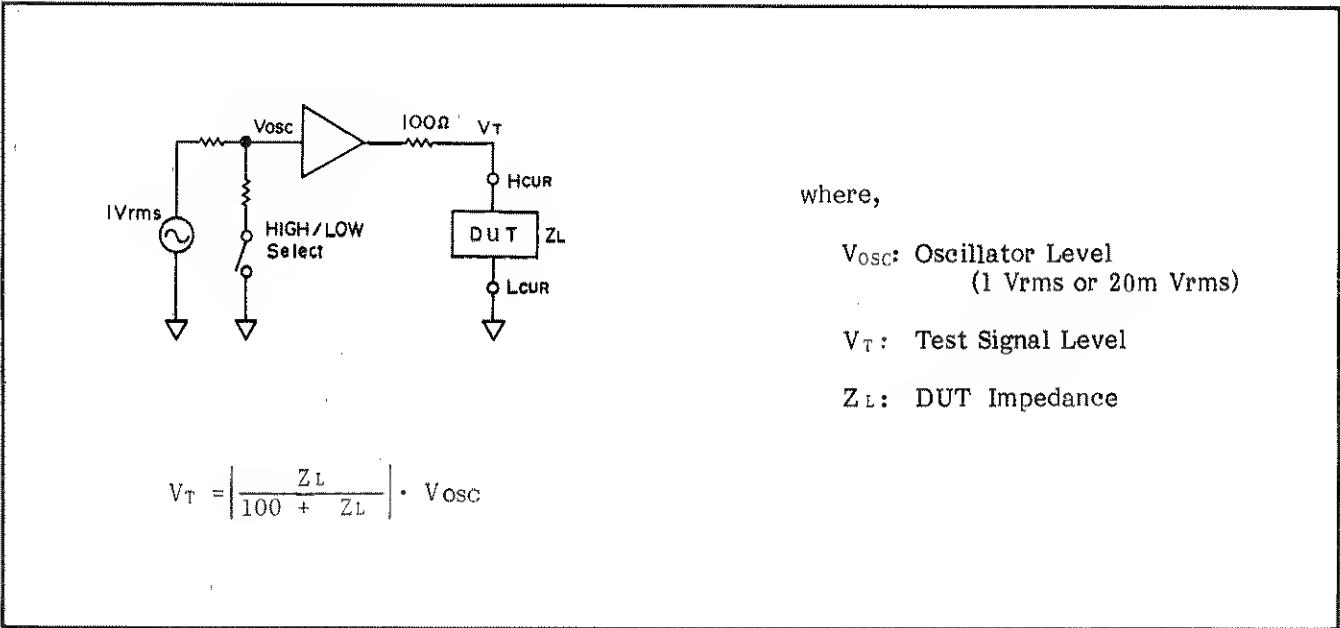 Vosc
100Ω
VT
HCUR
1Vrms
HIGH/LOW
Select
DUT
ZL
LCUR
where,
VOSC: Oscillator Level
(1 Vrms or 20m Vrms)
VT: Test Signal Level
ZL: DUT Impedance
VT = | ZL / 100 + ZL | · VOSC